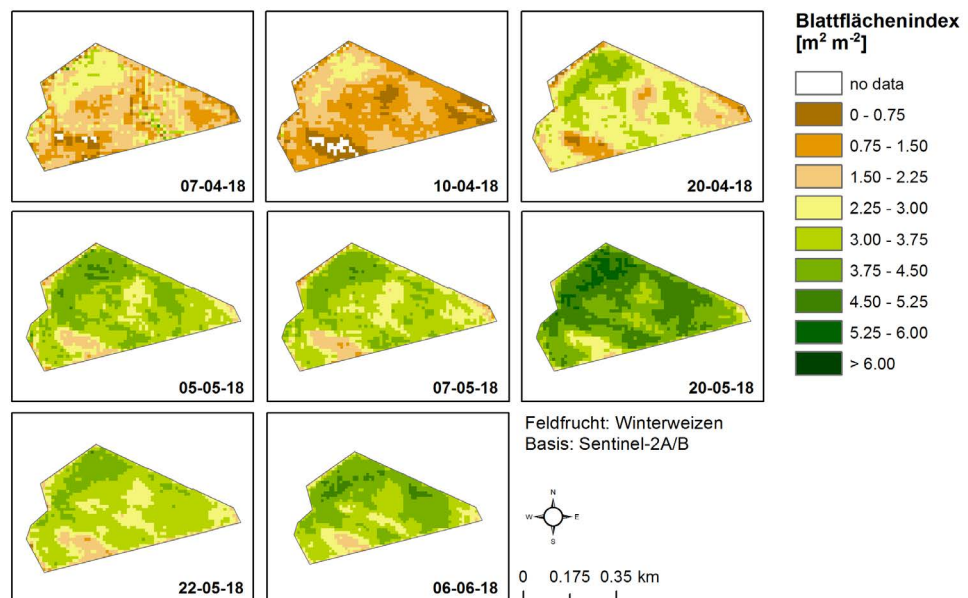 07-04-18
10-04-18
20-04-18
05-05-18
07-05-18
20-05-18
22-05-18
06-06-18
Blattflächenindex
[m² m⁻²]
no data
0 - 0.75
0.75 - 1.50
1.50 - 2.25
2.25 - 3.00
3.00 - 3.75
3.75 - 4.50
4.50 - 5.25
5.25 - 6.00
> 6.00
Feldfrucht: Winterweizen
Basis: Sentinel-2A/B
N
W E
S
0 0.175 0.35 km